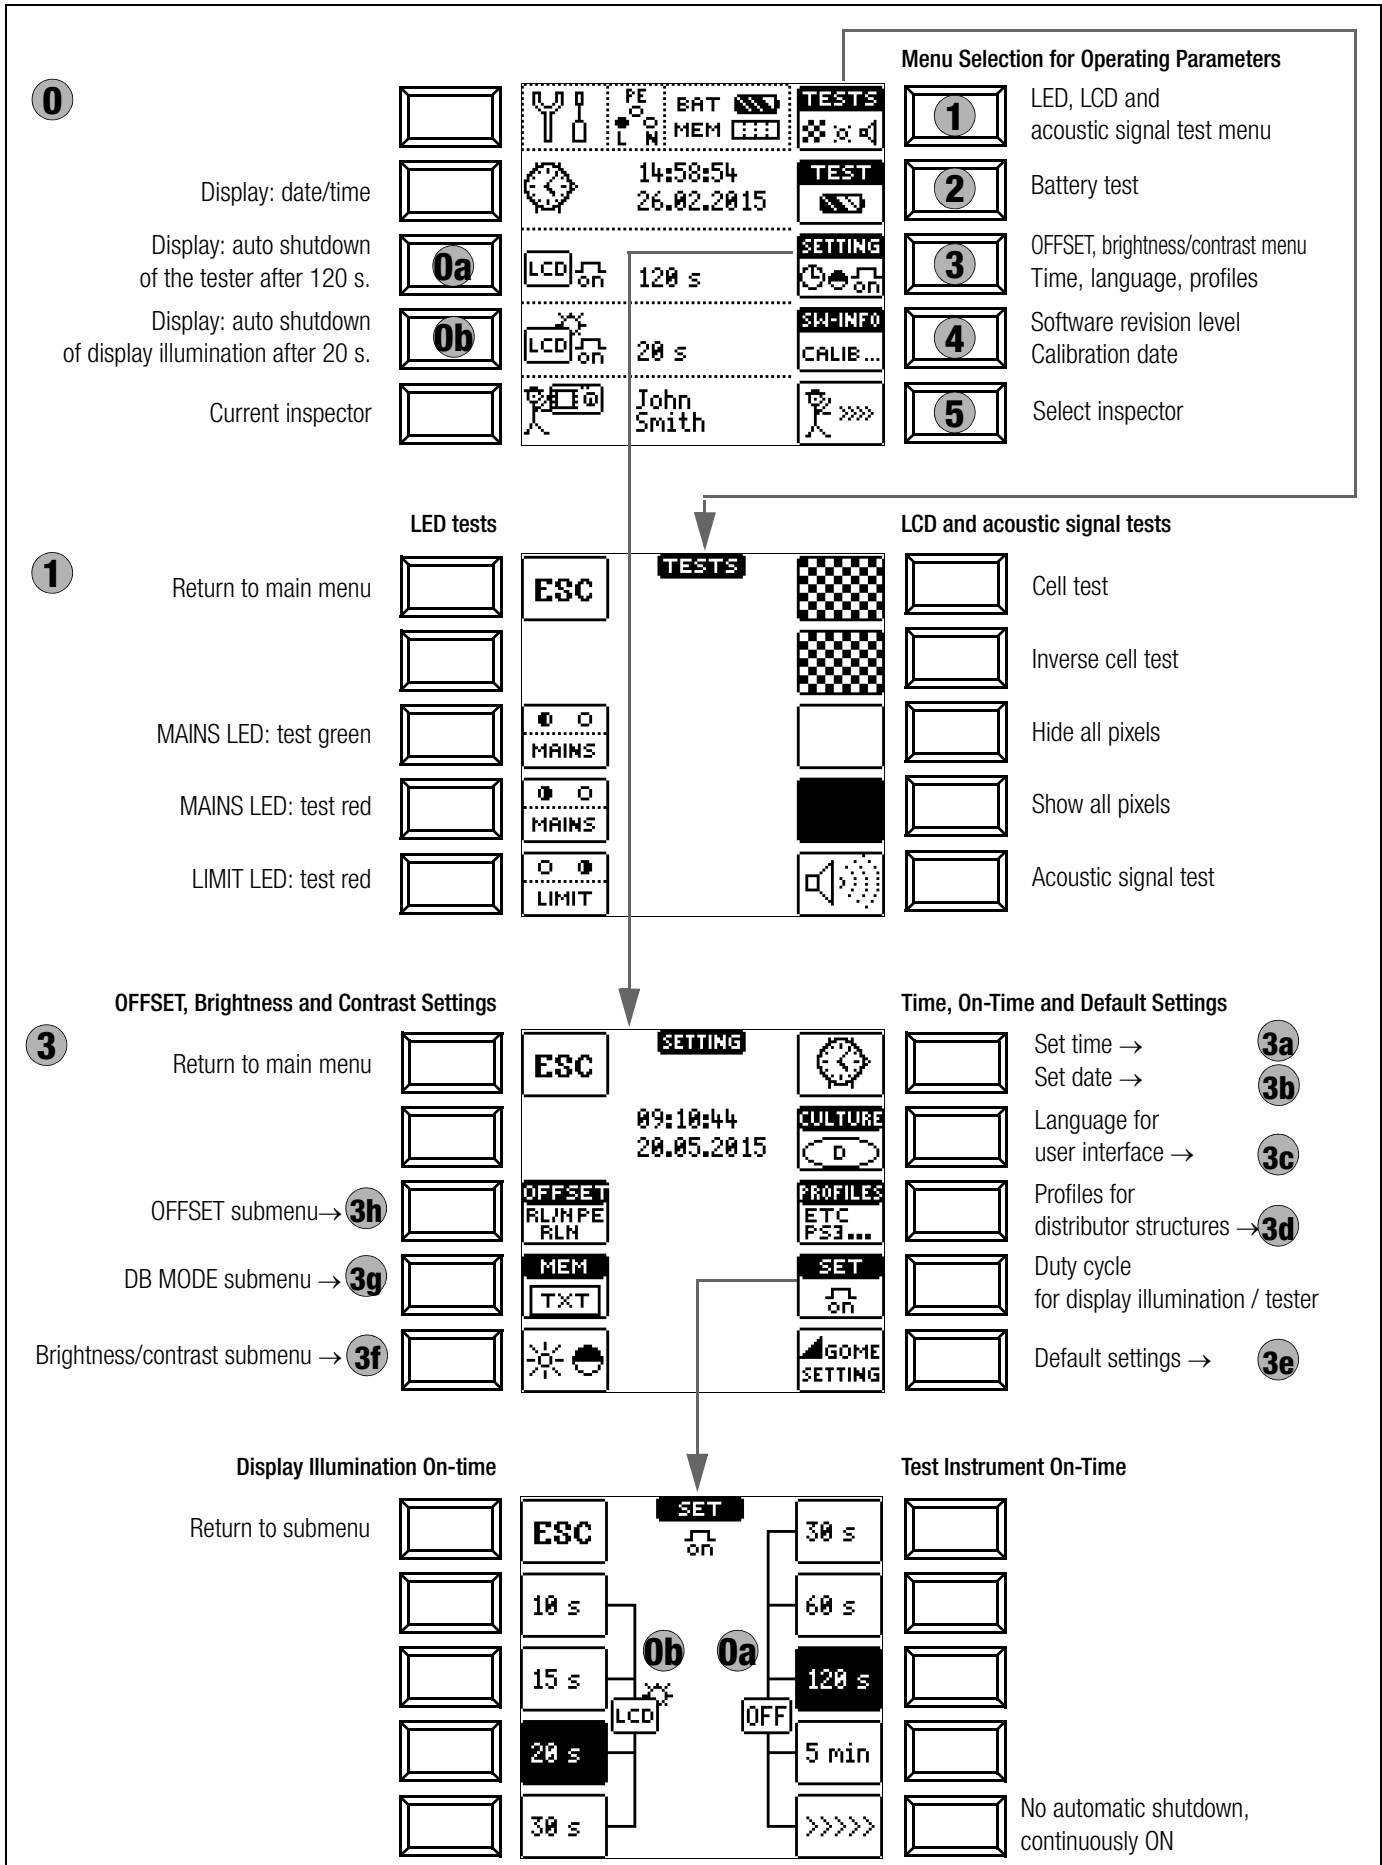 Menu Selection for Operating Parameters
0
PE
L N
BAT
MEM
TESTS
1
LED, LCD and
acoustic signal test menu
Display: date/time
14:58:54
26.02.2015
TEST
2
Battery test
Display: auto shutdown
of the tester after 120 s.
0a
LCD on
120 s
SETTING
on
3
OFFSET, brightness/contrast menu
Time, language, profiles
Display: auto shutdown
of display illumination after 20 s.
0b
LCD on
20 s
SW-INFO
CALIB ...
4
Software revision level
Calibration date
Current inspector
John
Smith
>>>>
5
Select inspector
LED tests
LCD and acoustic signal tests
1
Return to main menu
ESC
TESTS
Cell test
Inverse cell test
MAINS LED: test green
MAINS
Hide all pixels
MAINS LED: test red
MAINS
Show all pixels
LIMIT LED: test red
LIMIT
Acoustic signal test
OFFSET, Brightness and Contrast Settings
Time, On-Time and Default Settings
3
Return to main menu
ESC
SETTING
Set time → 3a
Set date → 3b
09:10:44
20.05.2015
CULTURE
D
Language for
user interface → 3c
OFFSET submenu→ 3h
OFFSET
RL/NPE
RLN
PROFILES
ETC
PS3...
Profiles for
distributor structures → 3d
DB MODE submenu → 3g
MEM
TXT
SET
on
Duty cycle
for display illumination / tester
Brightness/contrast submenu → 3f
GOME
SETTING
Default settings → 3e
Display Illumination On-time
Test Instrument On-Time
Return to submenu
ESC
SET
on
30 s
10 s
60 s
0b
0a
15 s
120 s
LCD
OFF
20 s
5 min
30 s
>>>>>
No automatic shutdown,
continuously ON